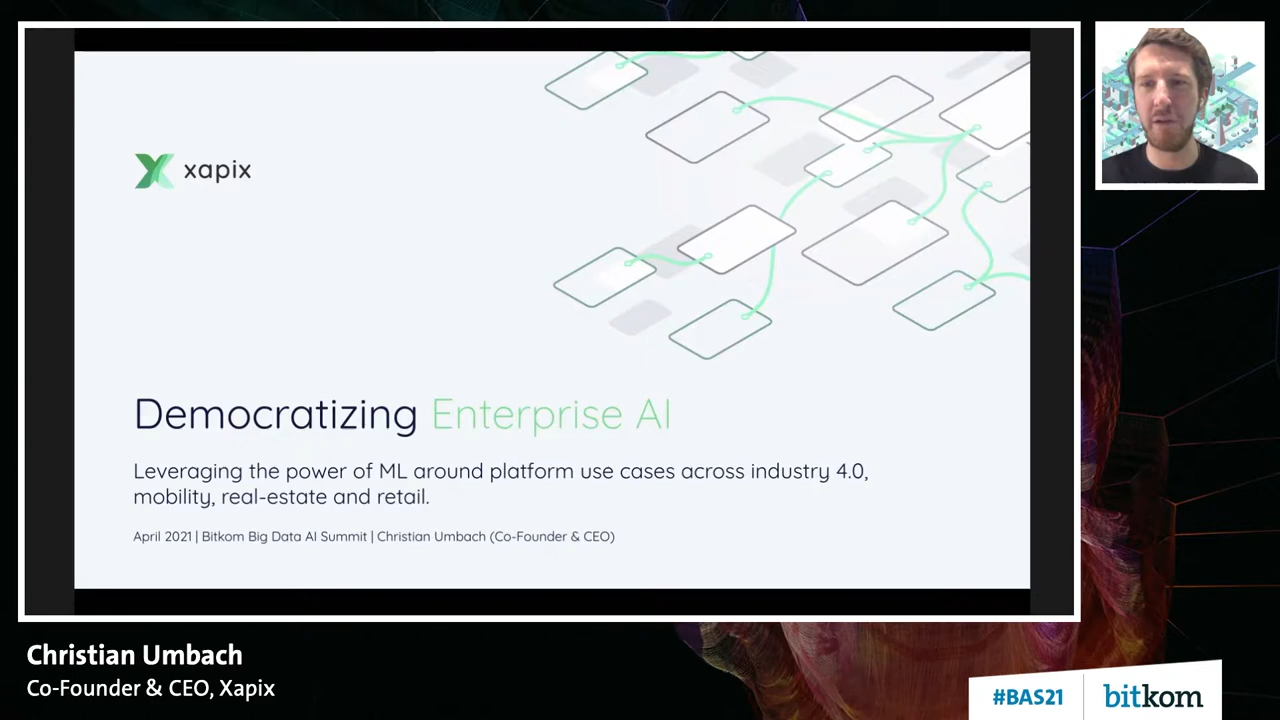 xapix
Democratizing Enterprise AI
Leveraging the power of ML around platform use cases across industry 4.0,
mobility, real-estate and retail.
April 2021 | Bitkom Big Data AI Summit | Christian Umbach (Co-Founder & CEO)
Christian Umbach
Co-Founder & CEO, Xapix
#BAS21
bitkom